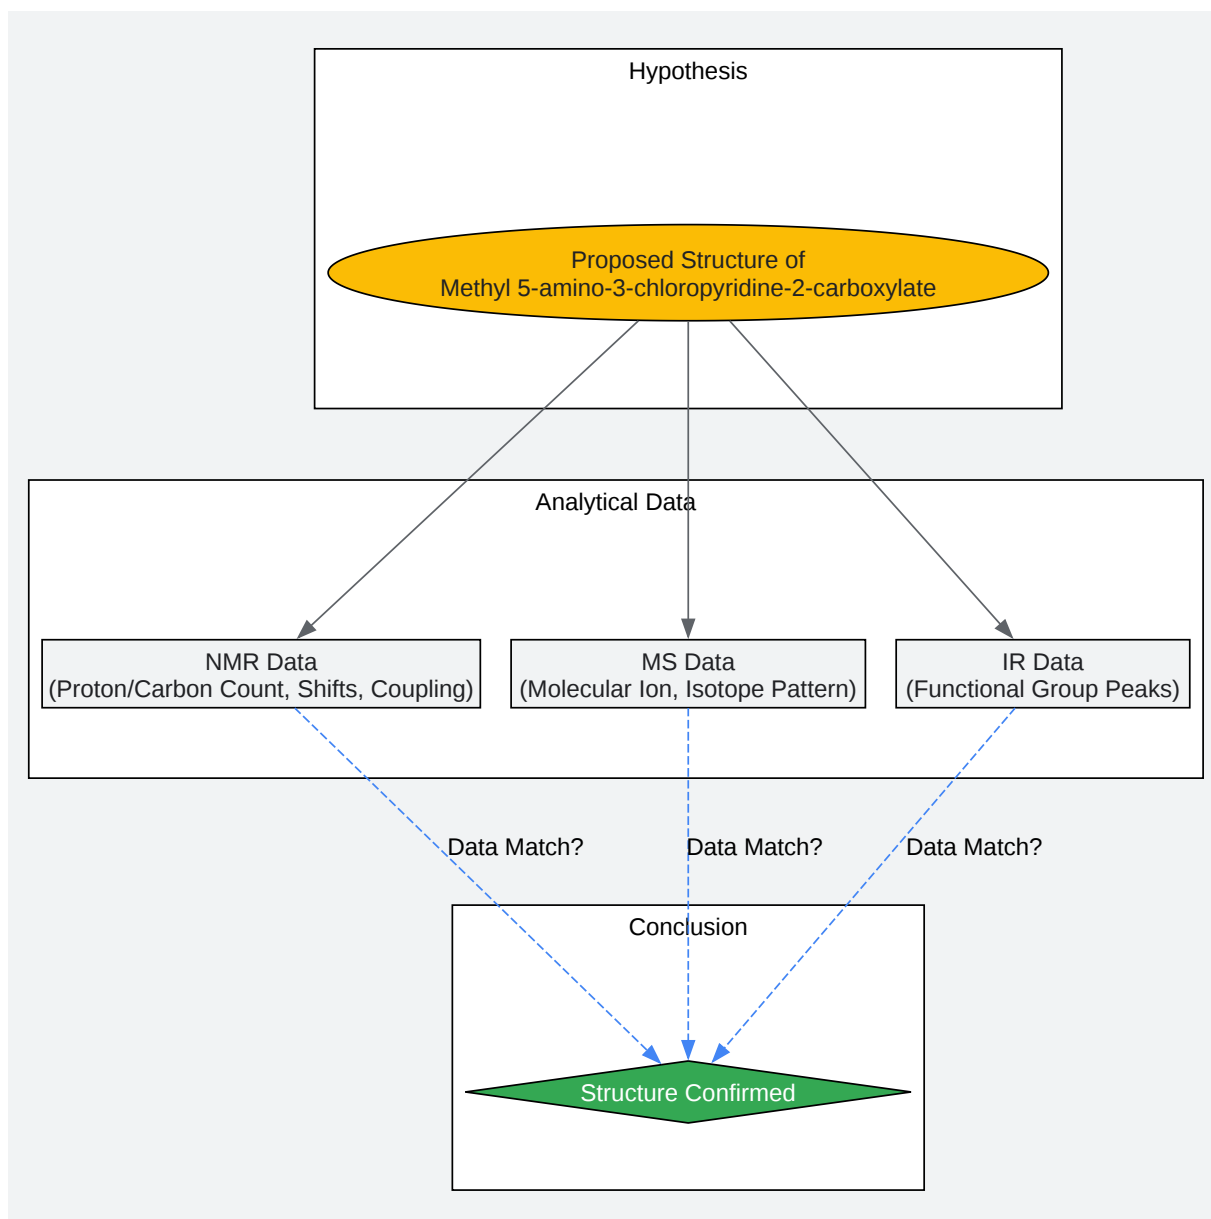 Hypothesis
Proposed Structure of
Methyl 5-amino-3-chloropyridine-2-carboxylate
Analytical Data
NMR Data
(Proton/Carbon Count, Shifts, Coupling)
MS Data
(Molecular Ion, Isotope Pattern)
IR Data
(Functional Group Peaks)
Data Match?
Data Match?
Data Match?
Conclusion
Structure Confirmed